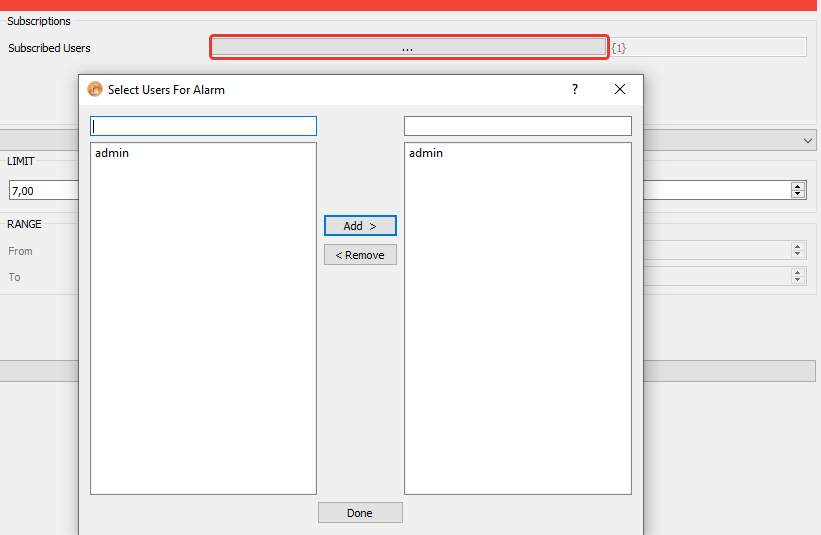 Subscriptions
Subscribed Users
...
{1}
Select Users For Alarm
?
admin
admin
LIMIT
7,00
Add >
RANGE
From
< Remove
To
Done